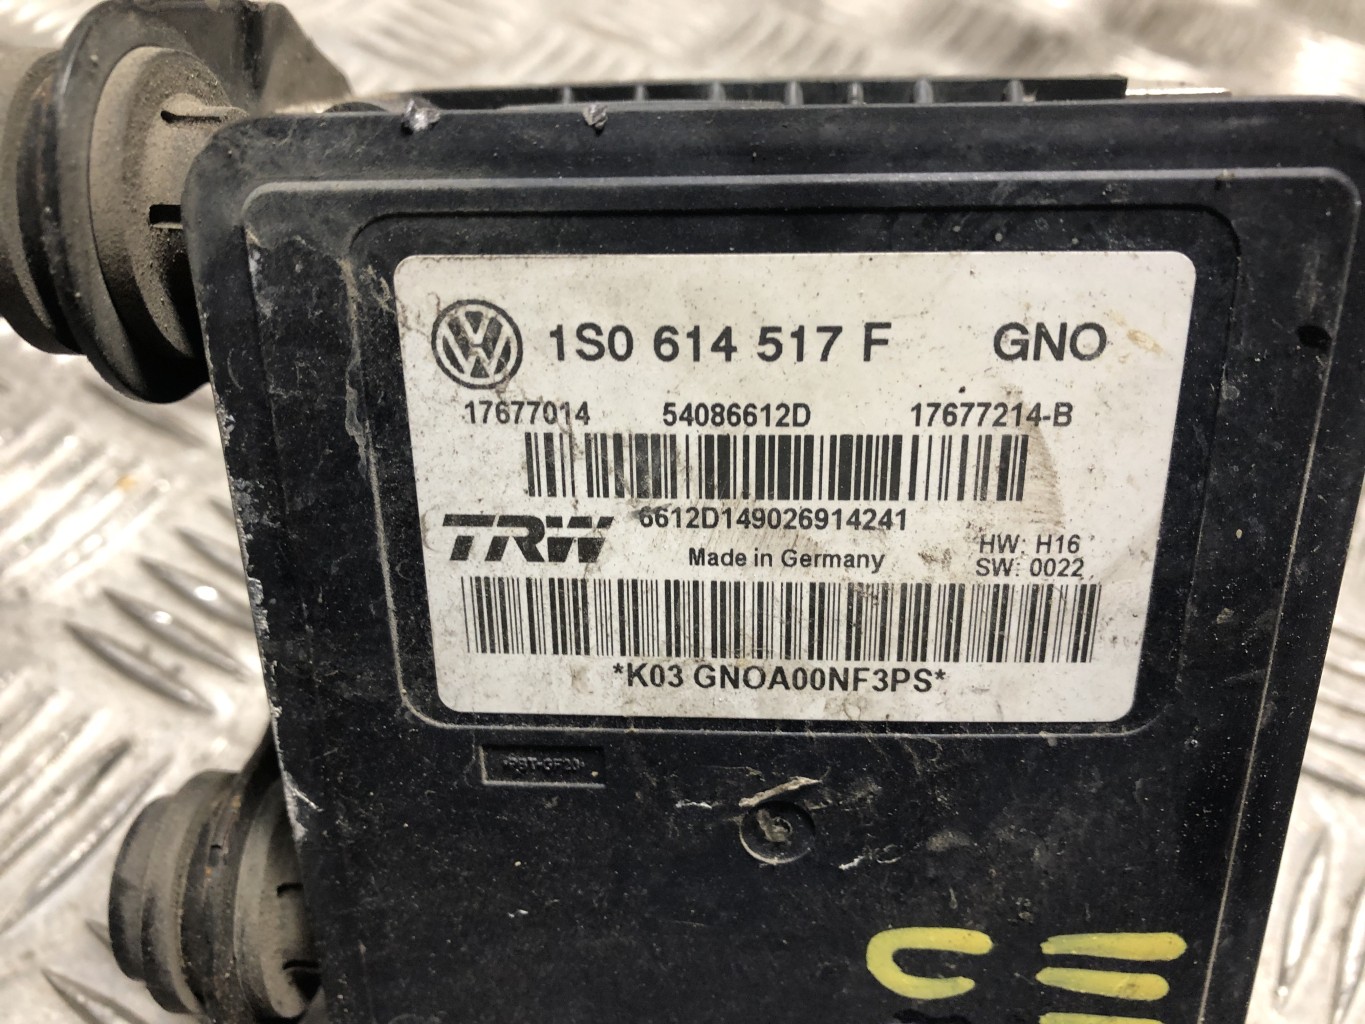 1S0 614 517 F GNO
17677014 54086612D 17677214-B
6612D149026914241
TRW
Made in Germany
HW: H16
SW: 0022
*K03 GNOA00NF3PS*